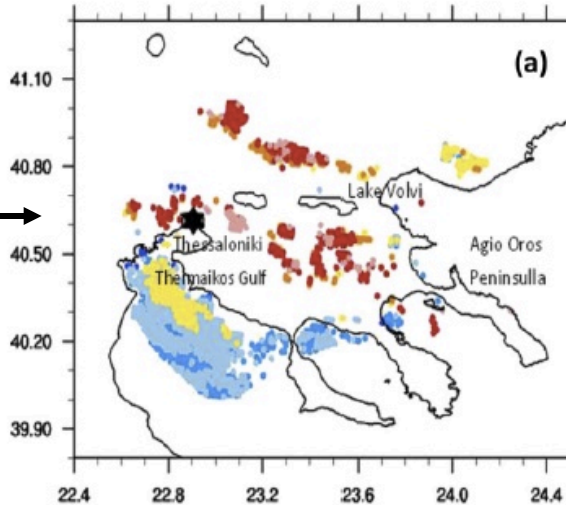 41.10
(a)
40.80
Lake Volvi
40.50
Thessaloniki
Agio Oros
Thermaikos Gulf
Peninsulla
40.20
39.90
22.4 22.8 23.2 23.6 24.0 24.4